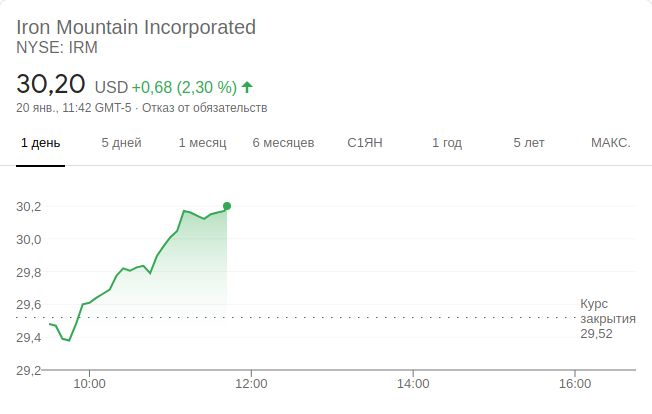 Iron Mountain Incorporated
NYSE: IRM
30,20 USD +0,68 (2,30 %)
20 янв., 11:42 GMT-5 · Отказ от обязательств
1 день 5 дней 1 месяц 6 месяцев С1ЯН 1 год 5 лет МАКС.
30,2
30,0
29,8
29,6
29,4
29,2
Курс
закрытия
29,52
10:00 12:00 14:00 16:00